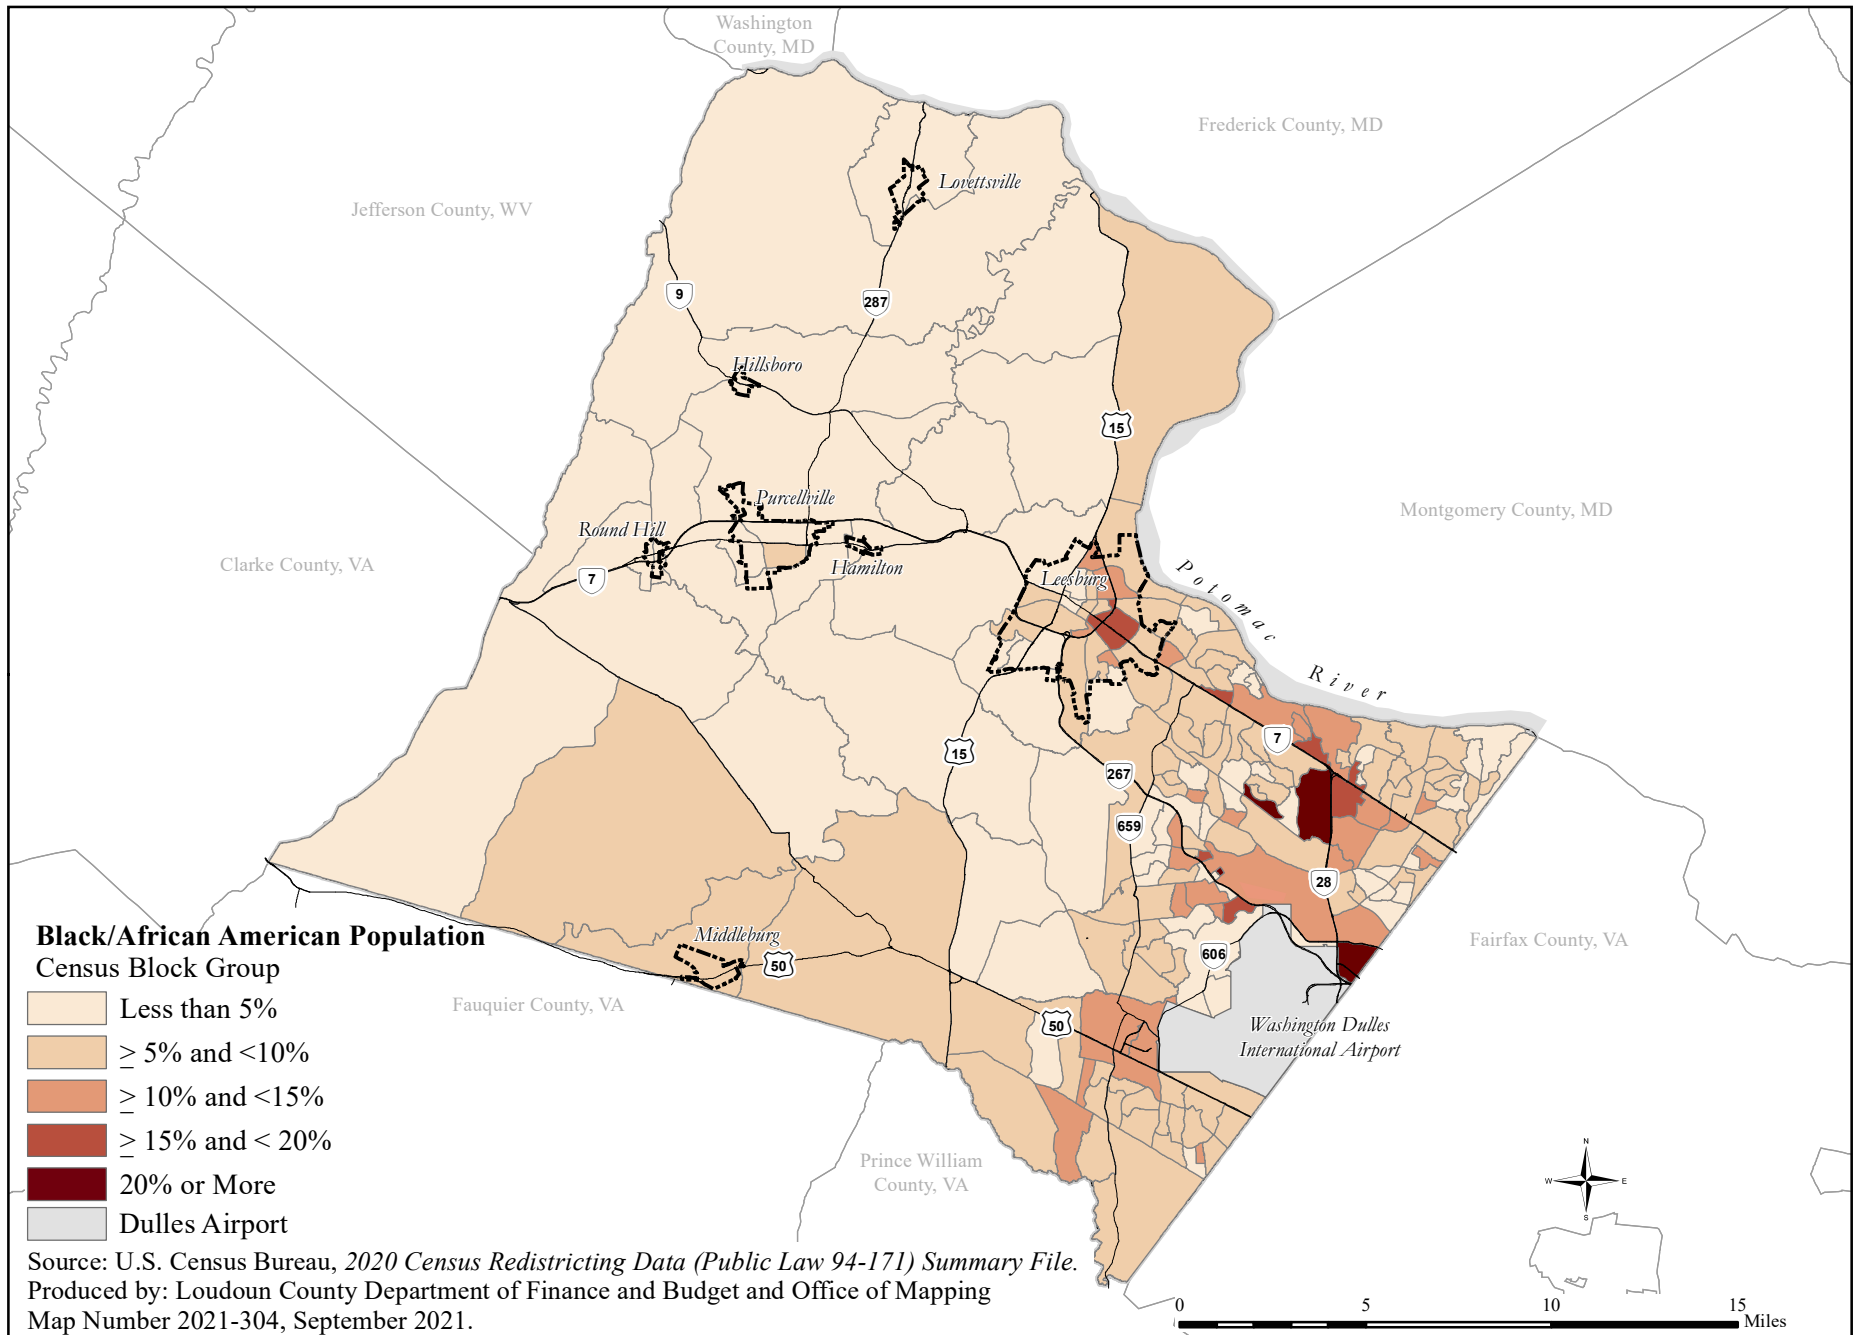 Washington
County, MD
Frederick County, MD
Lovettsville
Jefferson County, WV
9
287
Hillsboro
15
Purcellville
Montgomery County, MD
Round Hill
Clarke County, VA
Hamilton
Leesburg
7
Potomac
River
15
7
267
659
28
Black/African American Population
Census Block Group
Less than 5%
≥ 5% and <10%
≥ 10% and <15%
≥ 15% and < 20%
20% or More
Dulles Airport
Middleburg
50
606
Fairfax County, VA
Fauquier County, VA
50
Washington Dulles
International Airport
Prince William
County, VA
N
W
E
S
Source: U.S. Census Bureau, 2020 Census Redistricting Data (Public Law 94-171) Summary File.
Produced by: Loudoun County Department of Finance and Budget and Office of Mapping
Map Number 2021-304, September 2021.
0 5 10 15
Miles